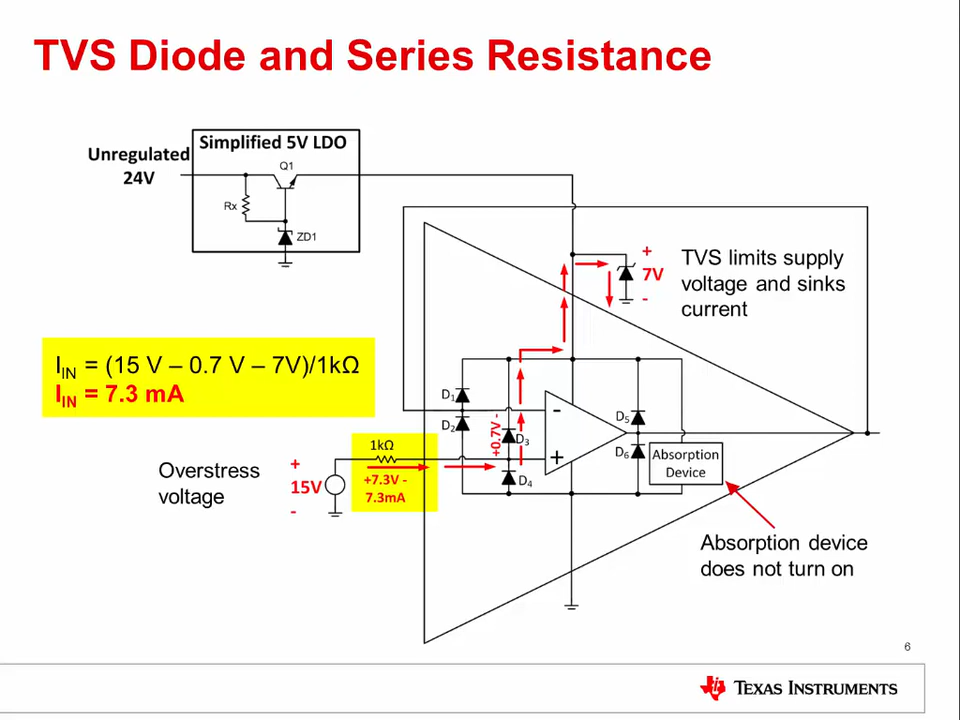 TVS Diode and Series Resistance
Simplified 5V LDO
Unregulated
24V
Q1
Rx
ZD1
+
7V
-
TVS limits supply
voltage and sinks
current
I_IN = (15 V – 0.7 V – 7V)/1kΩ
I_IN = 7.3 mA
D1
D2
+0.7V -
D3
D4
-
+
D5
D6
Absorption
Device
1kΩ
+7.3V -
7.3mA
Overstress
voltage
+
15V
-
Absorption device
does not turn on
6
TEXAS INSTRUMENTS